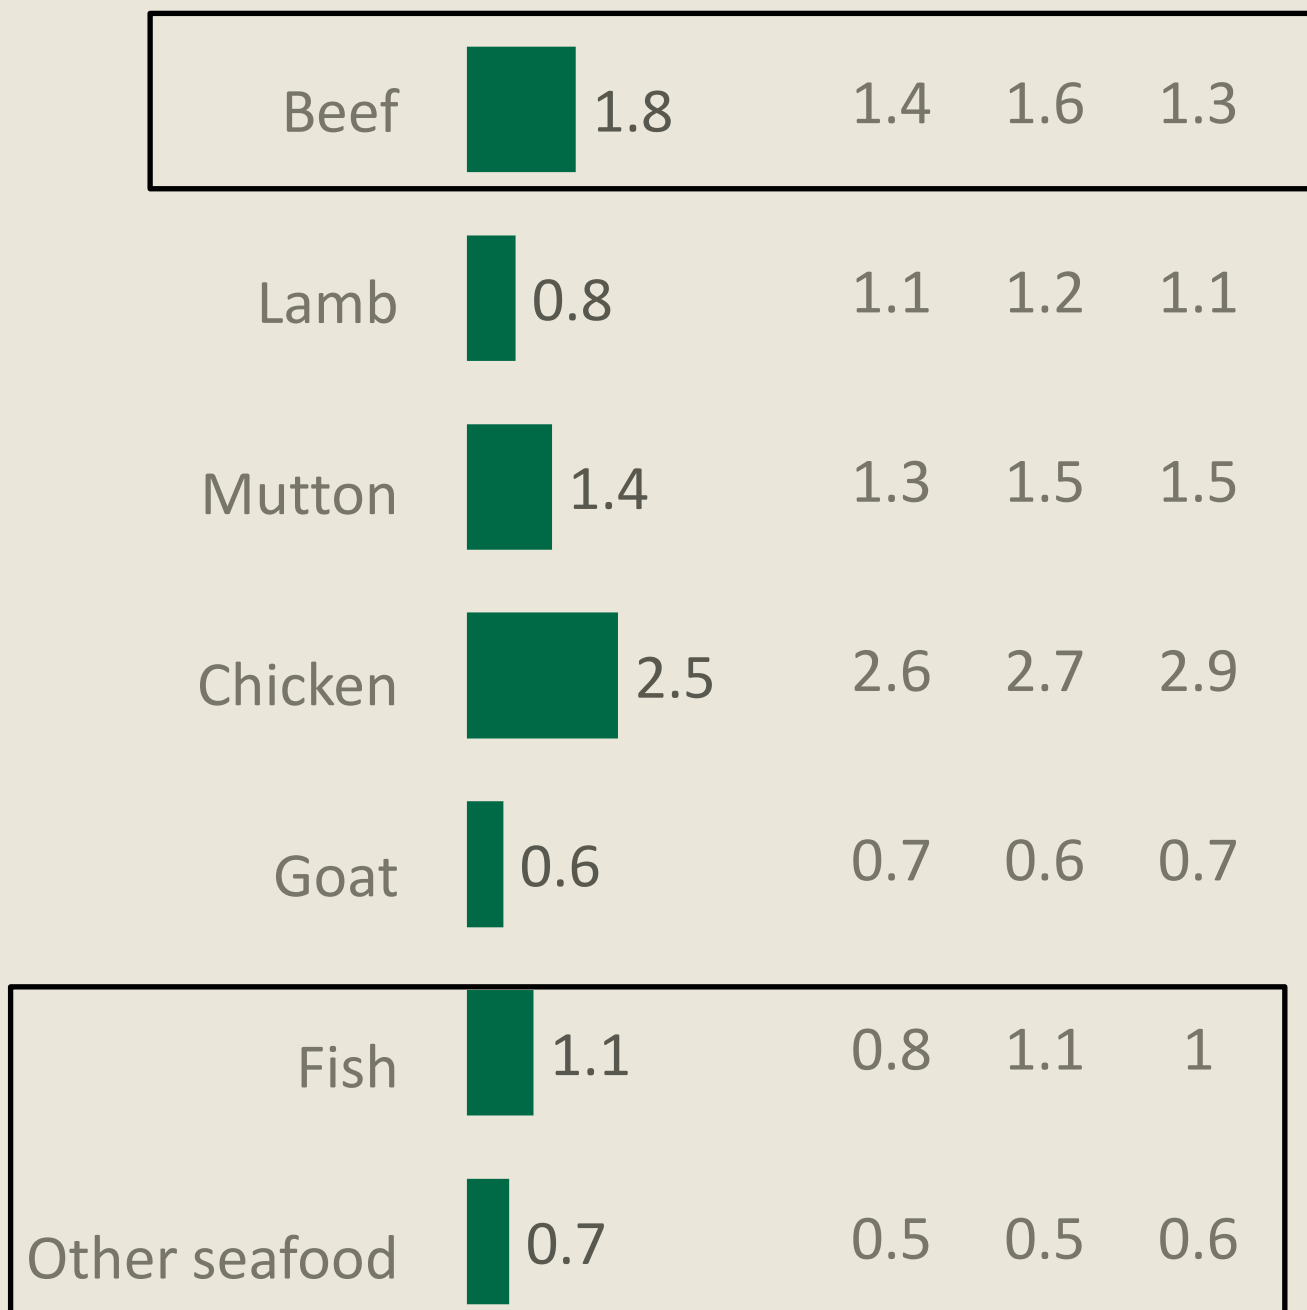 Beef 1.8 1.4 1.6 1.3
Lamb 0.8 1.1 1.2 1.1
Mutton 1.4 1.3 1.5 1.5
Chicken 2.5 2.6 2.7 2.9
Goat 0.6 0.7 0.6 0.7
Fish 1.1 0.8 1.1 1
Other seafood 0.7 0.5 0.5 0.6